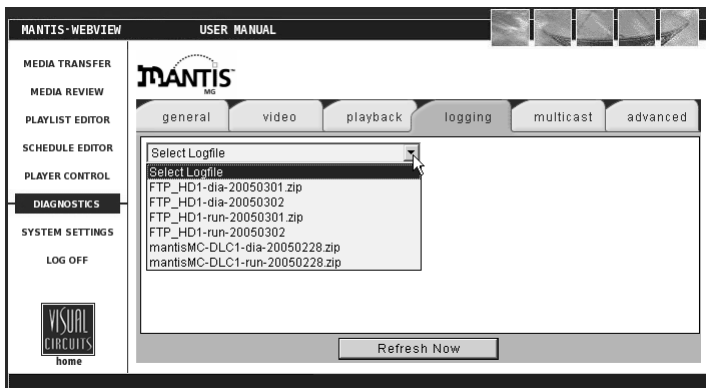 MANTIS-WEBVIEW USER MANUAL
MEDIA TRANSFER
MEDIA REVIEW
PLAYLIST EDITOR
SCHEDULE EDITOR
PLAYER CONTROL
DIAGNOSTICS
SYSTEM SETTINGS
LOG OFF
VISUAL
CIRCUITS
home
MANTIS
MG
general video playback logging multicast advanced
Select Logfile
Select Logfile
FTP_HD1-dia-20050301.zip
FTP_HD1-dia-20050302
FTP_HD1-run-20050301.zip
FTP_HD1-run-20050302
mantisMC-DLC1-dia-20050228.zip
mantisMC-DLC1-run-20050228.zip
Refresh Now